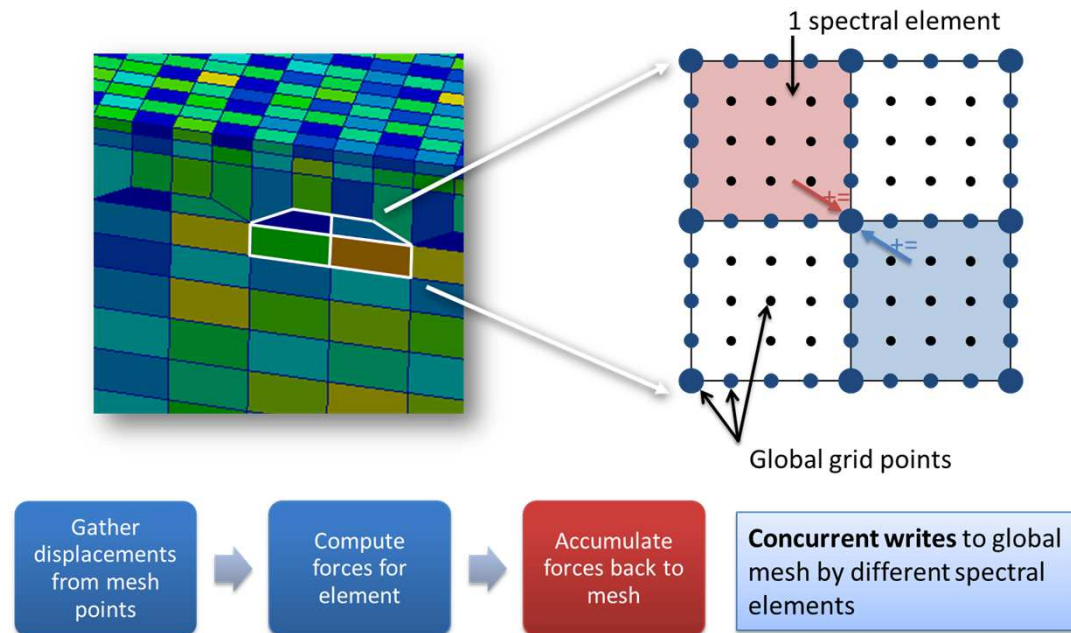 1 spectral element
+=
+=
Global grid points
Gather
displacements
from mesh
points
Compute
forces for
element
Accumulate
forces back to
mesh
Concurrent writes to global
mesh by different spectral
elements